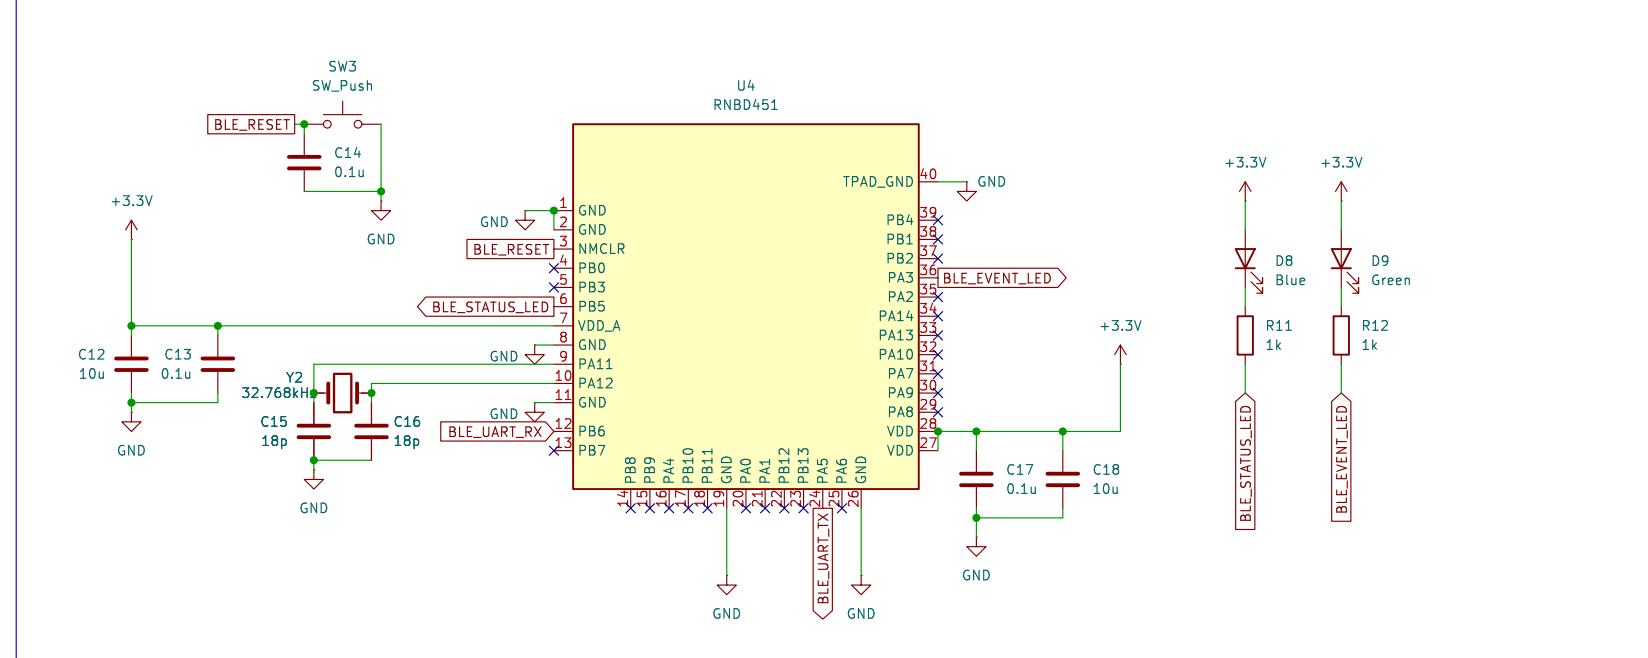 SW3
SW_Push
BLE_RESET
C14
0.1u
GND
+3.3V
C12
10u
C13
0.1u
GND
Y2
32.768kHz
C15
18p
C16
18p
GND
U4
RNBD451
GND
1 GND
2 GND
BLE_RESET
3 NMCLR
4 PB0
5 PB3
BLE_STATUS_LED
6 PB5
7 VDD_A
GND
8 GND
9 PA11
10 PA12
GND
11 GND
BLE_UART_RX
12 PB6
13 PB7
14 PB8
15 PB9
16 PA4
17 PB10
18 PB11
19 GND
20 PA0
21 PA1
22 PB12
23 PB13
24 PA5
25 PA6
26 GND
GND
BLE_UART_TX
GND
TPAD_GND 40
GND
PB4 39
PB1 38
PB2 37
PA3 36
BLE_EVENT_LED
PA2 35
PA14 34
PA13 33
PA10 32
PA7 31
PA9 30
PA8 29
VDD 28
VDD 27
+3.3V
C17
0.1u
C18
10u
GND
+3.3V
D8
Blue
R11
1k
BLE_STATUS_LED
+3.3V
D9
Green
R12
1k
BLE_EVENT_LED